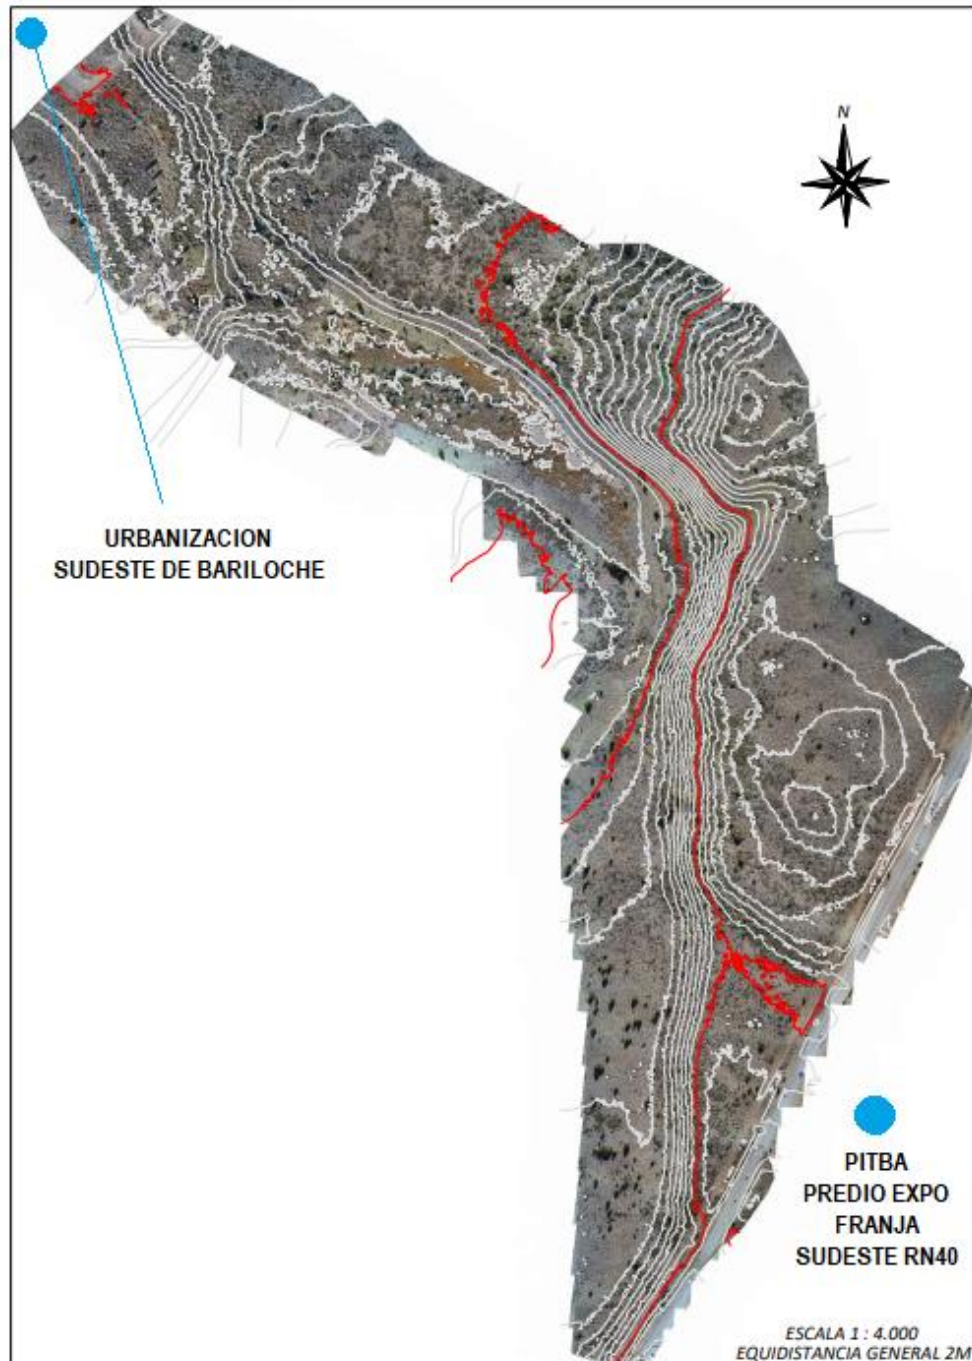 N
URBANIZACION
SUDESTE DE BARILOCHE
PITBA
PREDIO EXPO
FRANJA
SUDESTE RN40
ESCALA 1 : 4.000
EQUIDISTANCIA GENERAL 2M